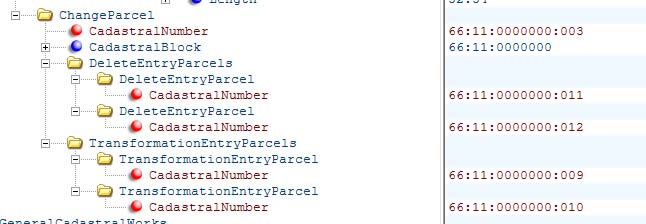 Length
ChangeParcel
CadastralNumber 66:11:0000000:003
CadastralBlock 66:11:0000000
DeleteEntryParcels
DeleteEntryParcel
CadastralNumber 66:11:0000000:011
DeleteEntryParcel
CadastralNumber 66:11:0000000:012
TransformationEntryParcels
TransformationEntryParcel
CadastralNumber 66:11:0000000:009
TransformationEntryParcel
CadastralNumber 66:11:0000000:010
GeneralCadastralWorks